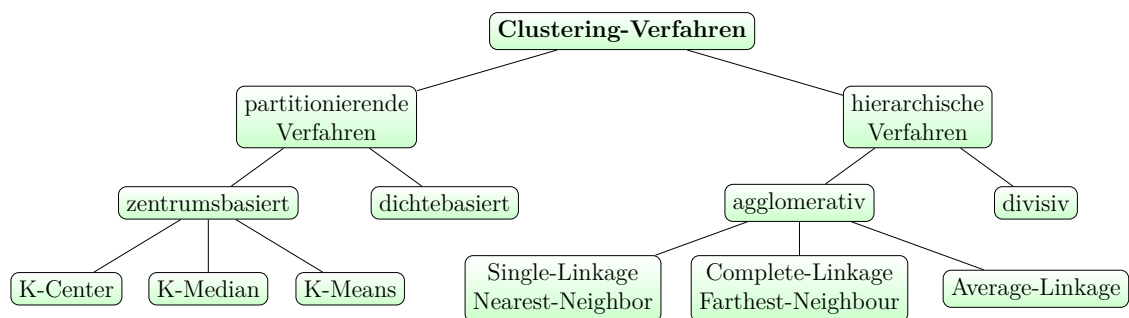 Clustering-Verfahren
partitionierende
Verfahren
hierarchische
Verfahren
zentrumsbasiert
dichtebasiert
agglomerativ
divisiv
K-Center
K-Median
K-Means
Single-Linkage
Nearest-Neighbor
Complete-Linkage
Farthest-Neighbour
Average-Linkage